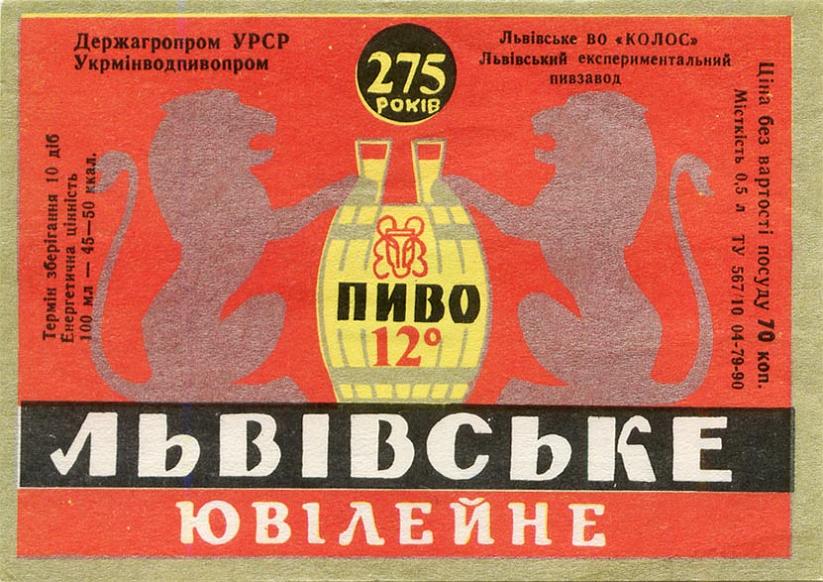 Держагропром УРСР
Укрмінводпивопром
275
РОКІВ
Львівське ВО «КОЛОС»
Львівський експериментальний
пивзавод
Термін зберігання 10 діб
Енергетична цінність
100 мл — 45—50 ккал.
Ціна без вартості посуду 70 коп.
Місткість 0,5 л ТУ 56710 04-79-90
ПИВО
12°
ЛЬВІВСЬКЕ
ЮВІЛЕЙНЕ